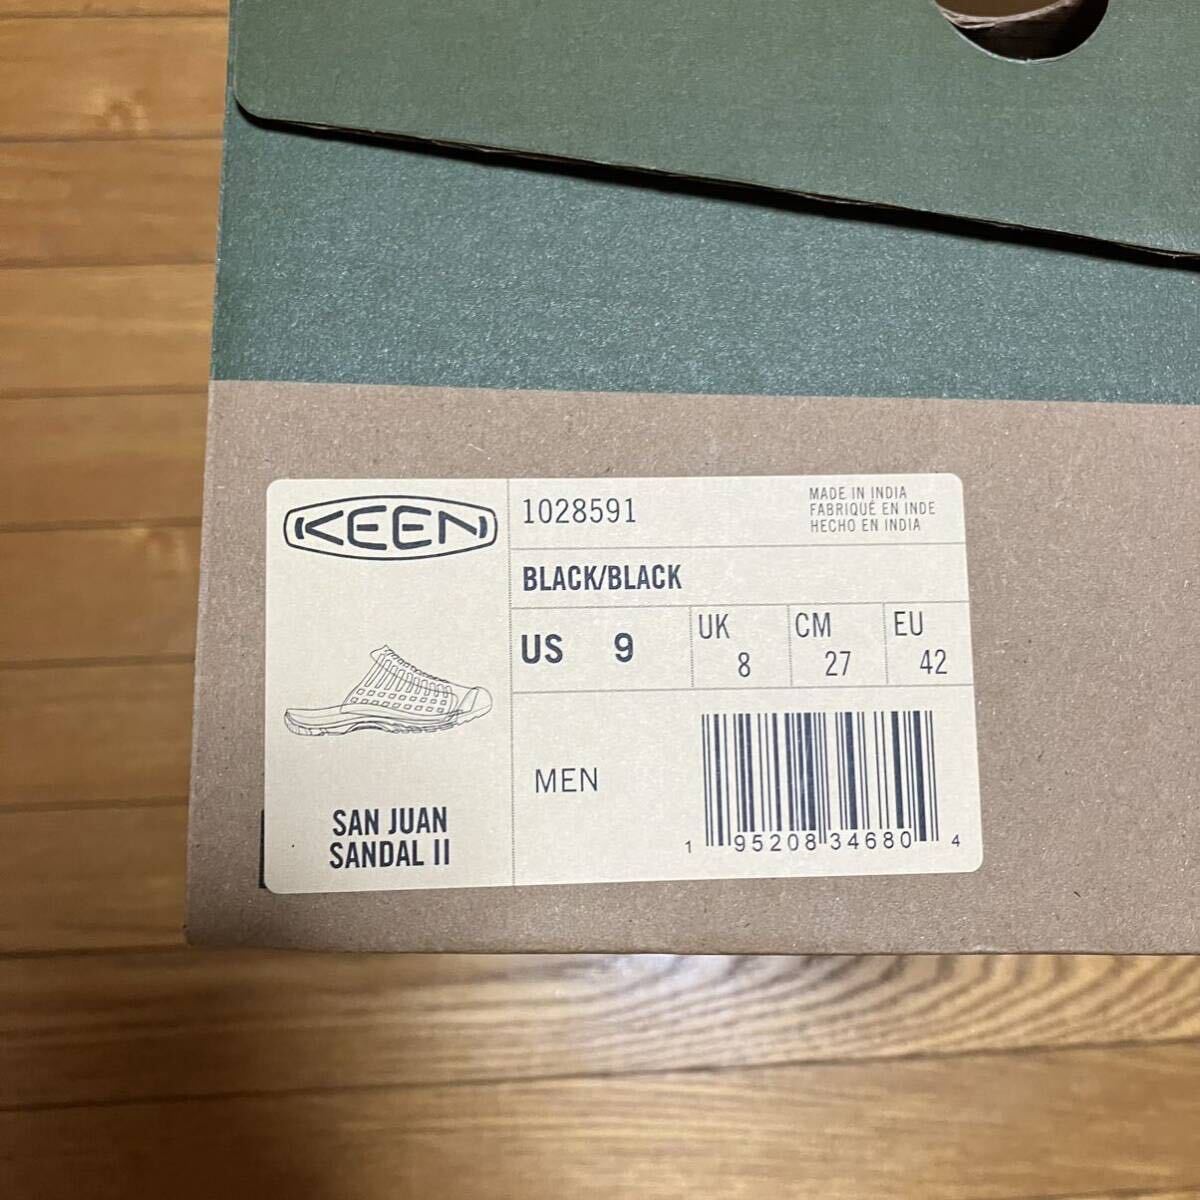 KEEN
1028591
MADE IN INDIA
FABRIQUÉ EN INDE
HECHO EN INDIA
BLACK/BLACK
US 9
UK 8
CM 27
EU 42
MEN
SAN JUAN
SANDAL II
1 95208 34680 4